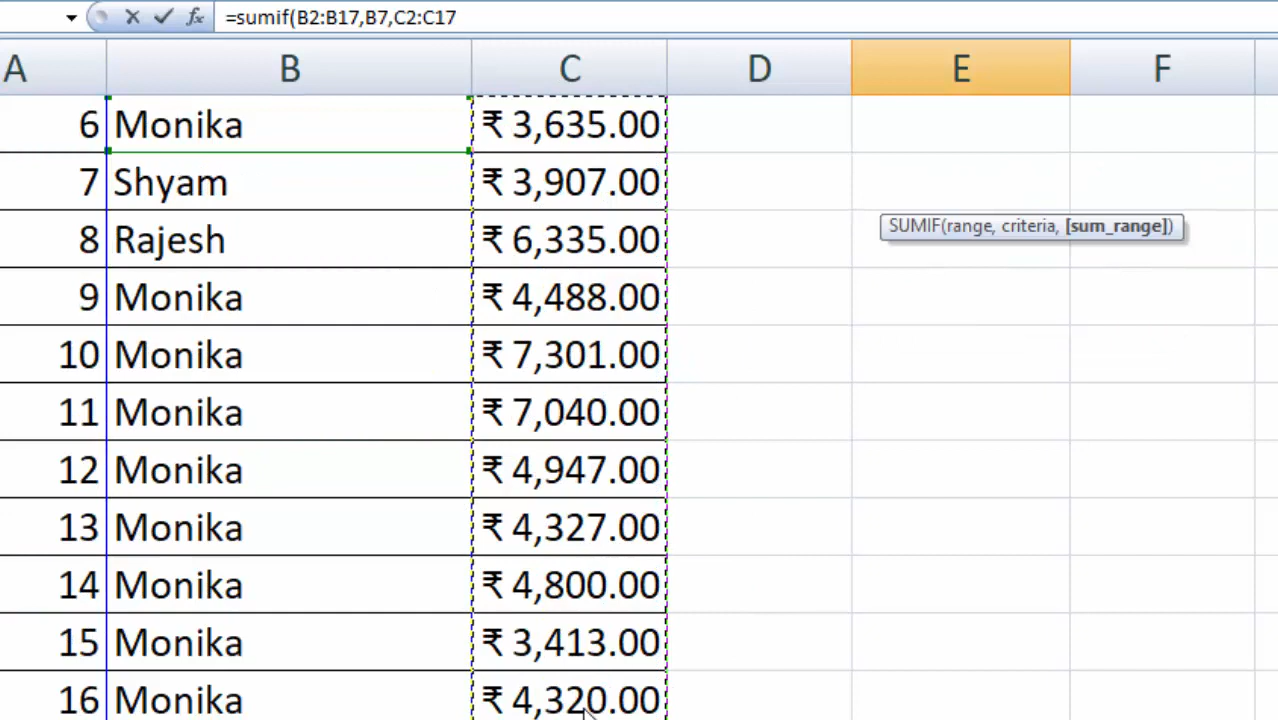 =sumif(B2:B17,B7,C2:C17
A B C D E F
6 Monika ₹ 3,635.00
7 Shyam ₹ 3,907.00
SUMIF(range, criteria, [sum_range])
8 Rajesh ₹ 6,335.00
9 Monika ₹ 4,488.00
10 Monika ₹ 7,301.00
11 Monika ₹ 7,040.00
12 Monika ₹ 4,947.00
13 Monika ₹ 4,327.00
14 Monika ₹ 4,800.00
15 Monika ₹ 3,413.00
16 Monika ₹ 4,320.00